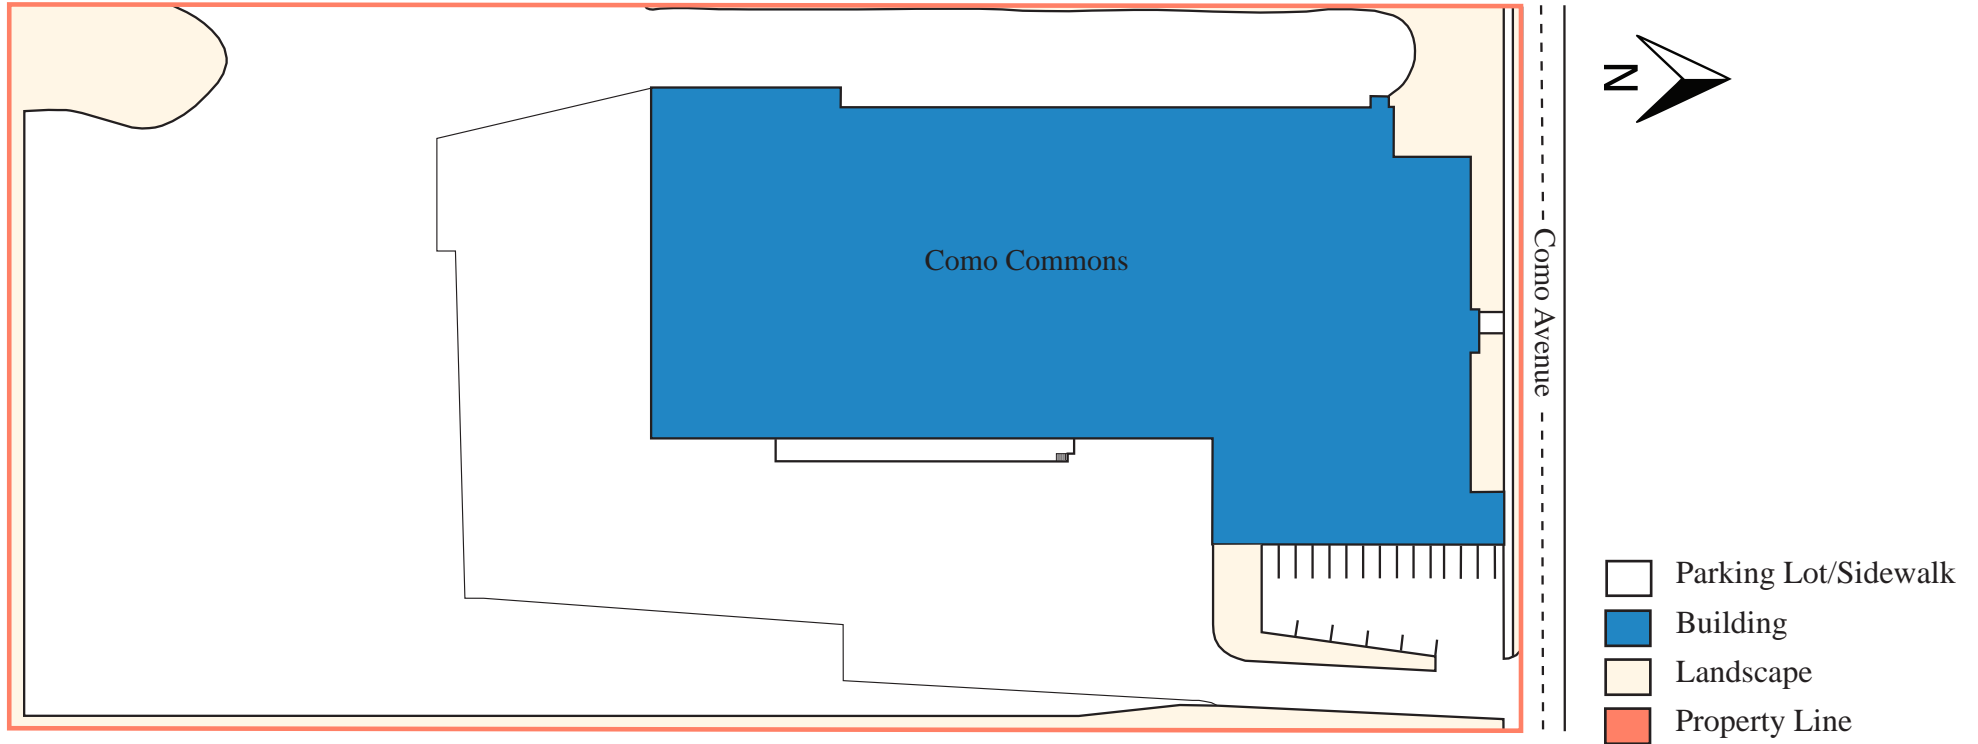 N
Como Commons
Como Avenue
Parking Lot/Sidewalk
Building
Landscape
Property Line